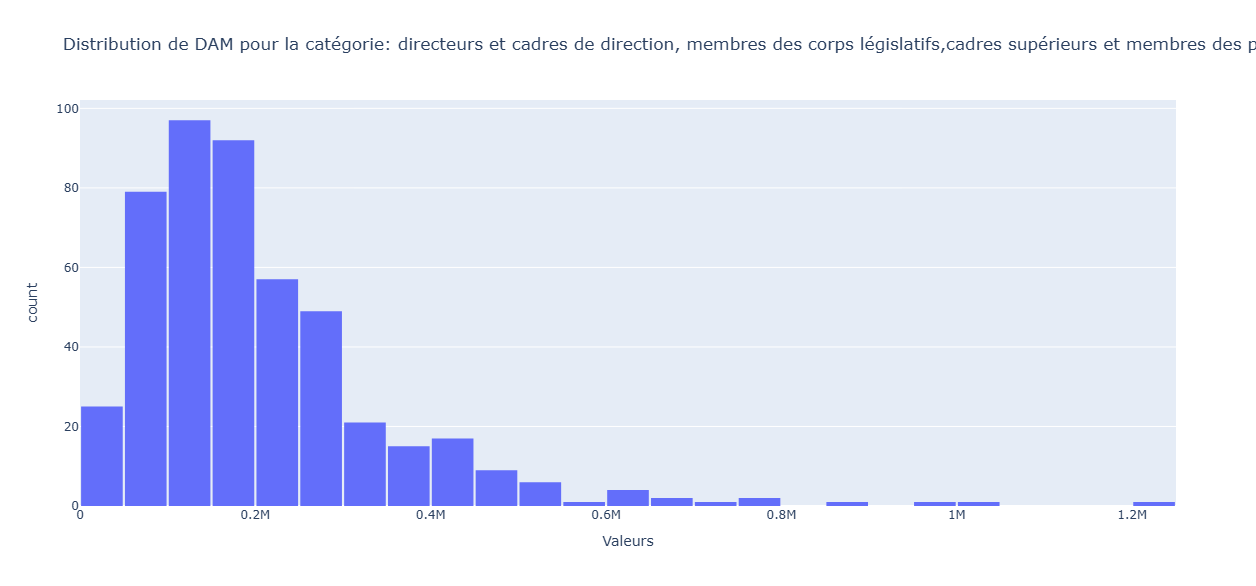 Distribution de DAM pour la catégorie: directeurs et cadres de direction, membres des corps législatifs,cadres supérieurs et membres des
100
80
60
40
20
0
count
0 0.2M 0.4M 0.6M 0.8M 1M 1.2M
Valeurs